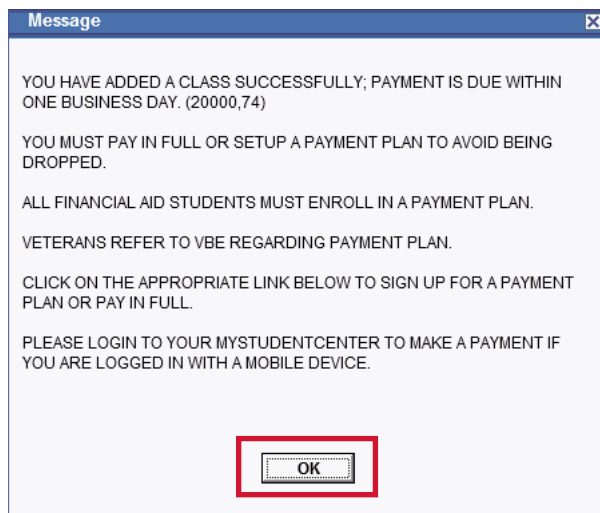 Message
YOU HAVE ADDED A CLASS SUCCESSFULLY; PAYMENT IS DUE WITHIN
ONE BUSINESS DAY. (20000,74)
YOU MUST PAY IN FULL OR SETUP A PAYMENT PLAN TO AVOID BEING
DROPPED.
ALL FINANCIAL AID STUDENTS MUST ENROLL IN A PAYMENT PLAN.
VETERANS REFER TO VBE REGARDING PAYMENT PLAN.
CLICK ON THE APPROPRIATE LINK BELOW TO SIGN UP FOR A PAYMENT
PLAN OR PAY IN FULL.
PLEASE LOGIN TO YOUR MYSTUDENTCENTER TO MAKE A PAYMENT IF
YOU ARE LOGGED IN WITH A MOBILE DEVICE.
OK